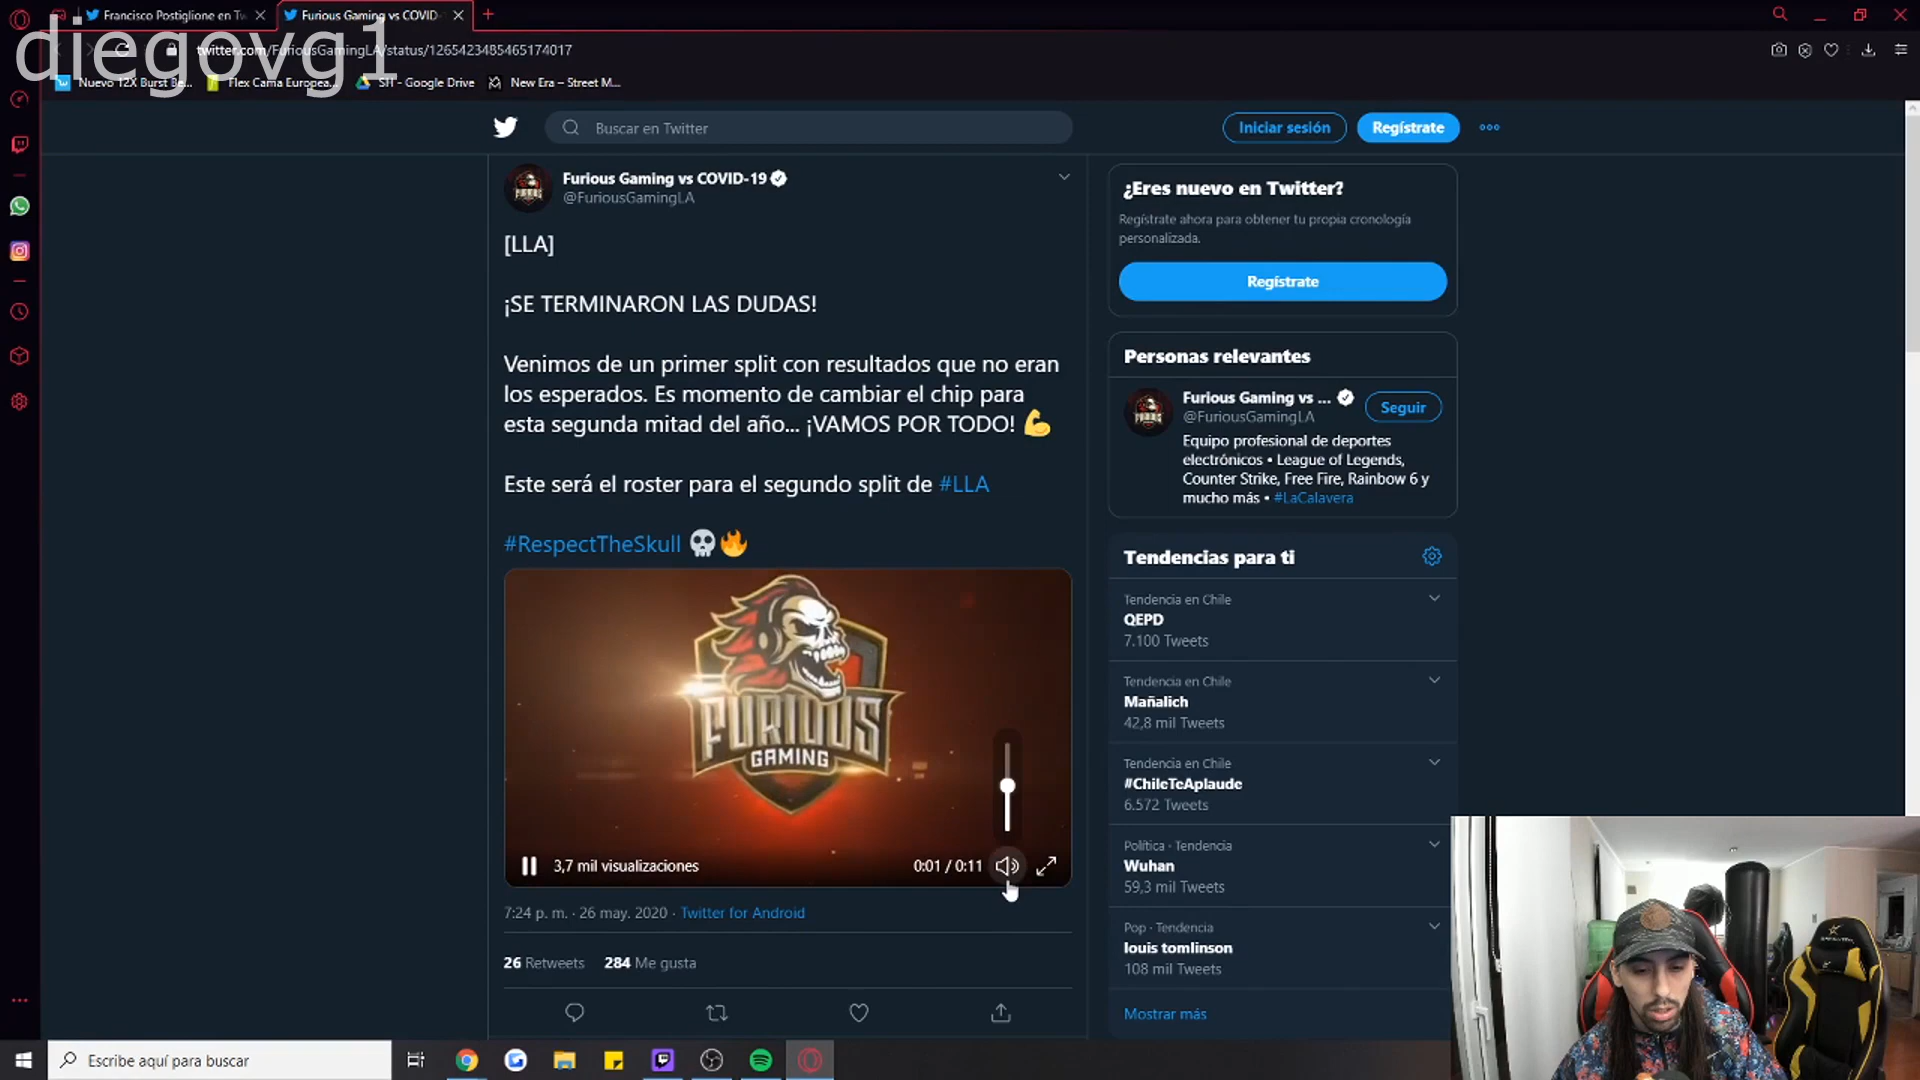 Francisco Postiglione en Tw
Furious Gaming vs COVID-
diegovg1
twitter.com/FuriousGamingLA/status/1265423485465174017
Nuevo 12X Burst Be...
Flex Cama Europea...
SII - Google Drive
New Era – Street M...
Buscar en Twitter
Iniciar sesión
Regístrate
Furious Gaming vs COVID-19
@FuriousGamingLA
[LLA]
¡SE TERMINARON LAS DUDAS!
Venimos de un primer split con resultados que no eran
los esperados. Es momento de cambiar el chip para
esta segunda mitad del año... ¡VAMOS POR TODO! 💪
Este será el roster para el segundo split de #LLA
#RespectTheSkull 💀🔥
FURIOUS
GAMING
3,7 mil visualizaciones
0:01 / 0:11
7:24 p. m. · 26 may. 2020 · Twitter for Android
26 Retweets 284 Me gusta
¿Eres nuevo en Twitter?
Regístrate ahora para obtener tu propia cronología
personalizada.
Regístrate
Personas relevantes
Furious Gaming vs ...
@FuriousGamingLA
Seguir
Equipo profesional de deportes
electrónicos • League of Legends,
Counter Strike, Free Fire, Rainbow 6 y
mucho más • #LaCalavera
Tendencias para ti
Tendencia en Chile
QEPD
7.100 Tweets
Tendencia en Chile
Mañalich
42,8 mil Tweets
Tendencia en Chile
#ChileTeAplaude
6.572 Tweets
Política · Tendencia
Wuhan
59,3 mil Tweets
Pop · Tendencia
louis tomlinson
108 mil Tweets
Mostrar más
Escribe aquí para buscar